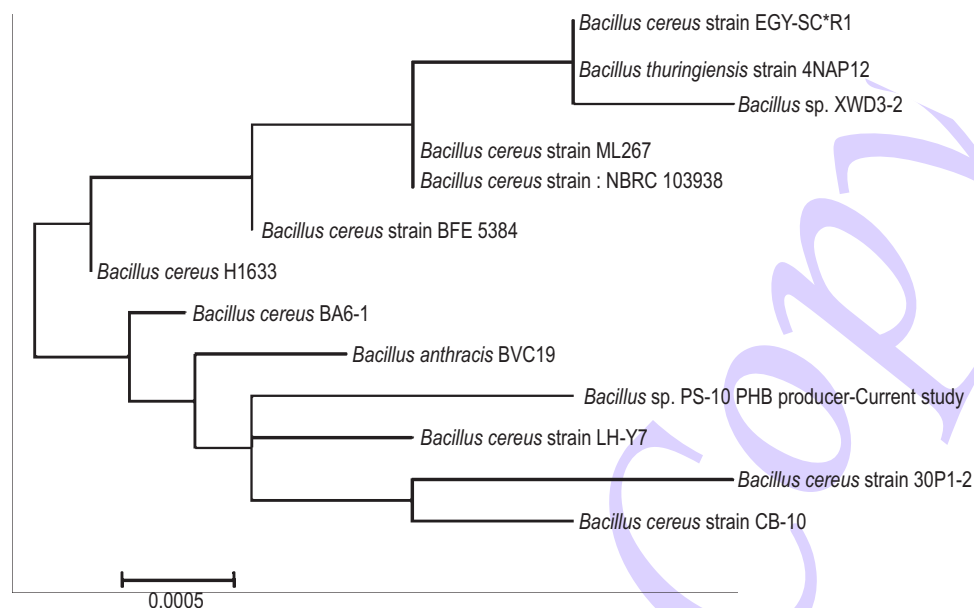 Bacillus cereus strain EGY-SC*R1
Bacillus thuringiensis strain 4NAP12
Bacillus sp. XWD3-2
Bacillus cereus strain ML267
Bacillus cereus strain : NBRC 103938
Bacillus cereus strain BFE 5384
Bacillus cereus H1633
Bacillus cereus BA6-1
Bacillus anthracis BVC19
Bacillus sp. PS-10 PHB producer-Current study
Bacillus cereus strain LH-Y7
Bacillus cereus strain 30P1-2
Bacillus cereus strain CB-10
0.0005
Copy